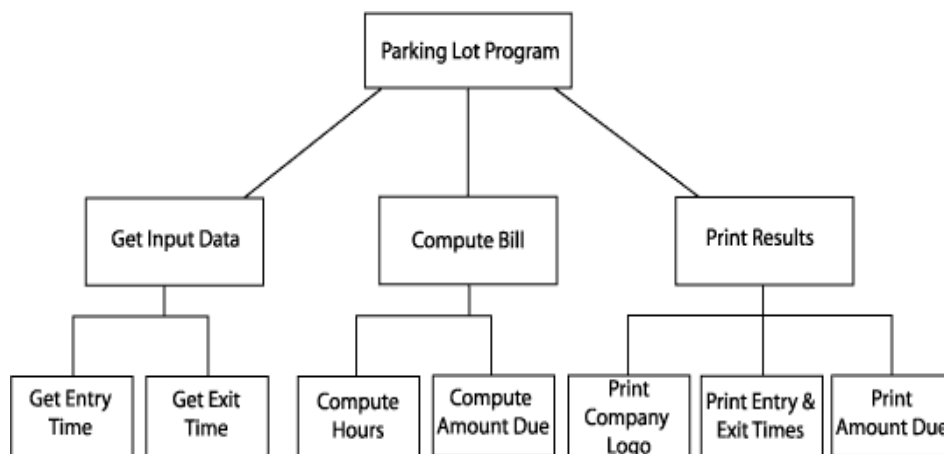 Parking Lot Program
Get Input Data
Compute Bill
Print Results
Get Entry
Time
Get Exit
Time
Compute
Hours
Compute
Amount Due
Print
Company
Logo
Print Entry &
Exit Times
Print
Amount Due